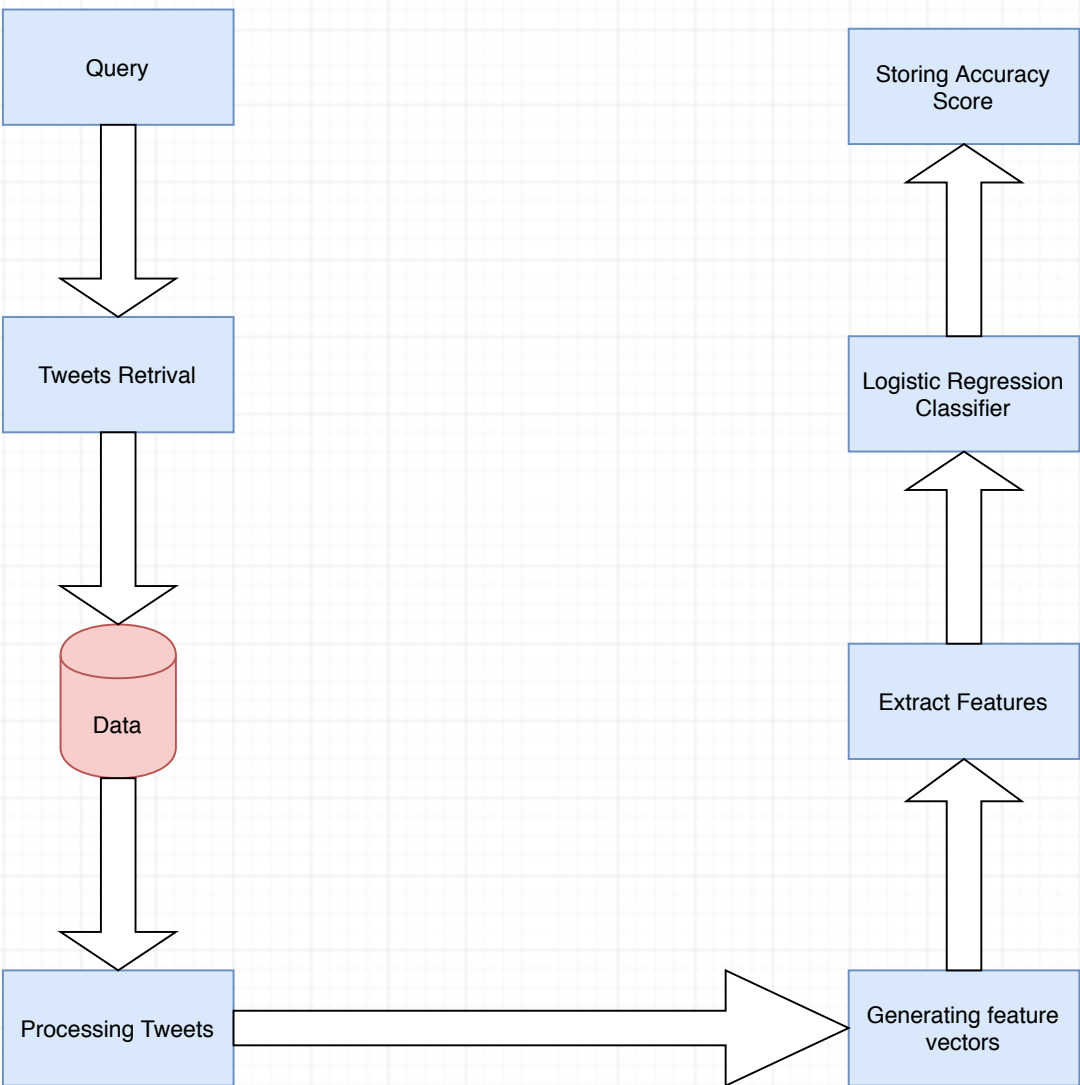 Query
Tweets Retrival
Data
Processing Tweets
Generating feature
vectors
Extract Features
Logistic Regression
Classifier
Storing Accuracy
Score